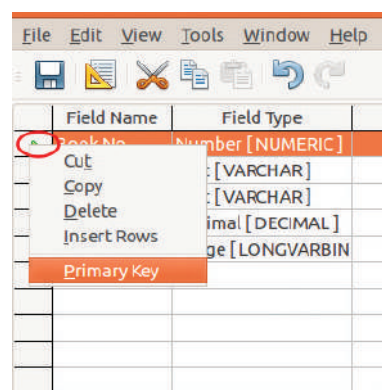 File Edit View Tools Window Help
Field Name Field Type
Book No Number [ NUMERIC ]
Cut [ VARCHAR ]
Copy [ VARCHAR ]
Delete [ DECIMAL ]
Insert Rows [ LONGVARBIN
Primary Key